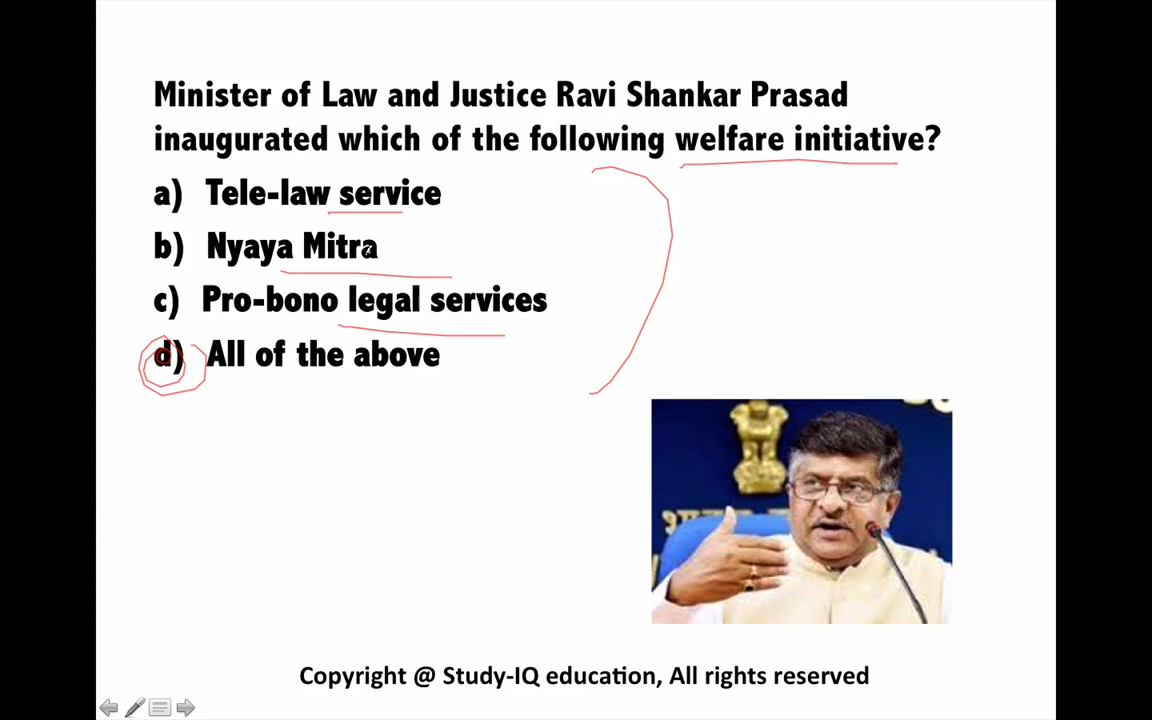 Minister of Law and Justice Ravi Shankar Prasad
inaugurated which of the following welfare initiative?
a) Tele-law service
b) Nyaya Mitra
c) Pro-bono legal services
d) All of the above
Copyright @ Study-IQ education, All rights reserved